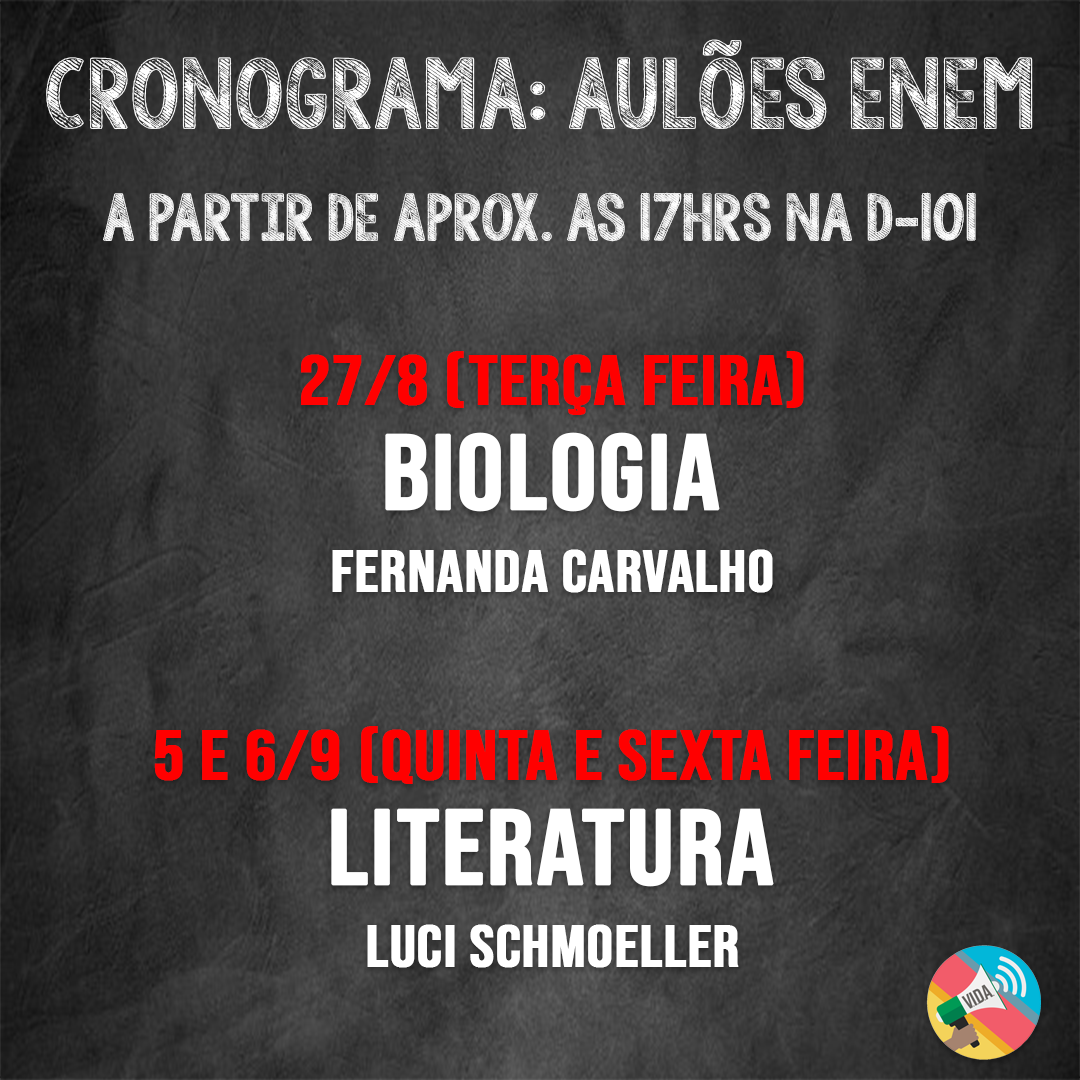 CRONOGRAMA: AULÕES ENEM
A PARTIR DE APROX. AS 17HRS NA D-101
27/8 (TERÇA FEIRA)
BIOLOGIA
FERNANDA CARVALHO
5 E 6/9 (QUINTA E SEXTA FEIRA)
LITERATURA
LUCI SCHMOELLER
VIDA